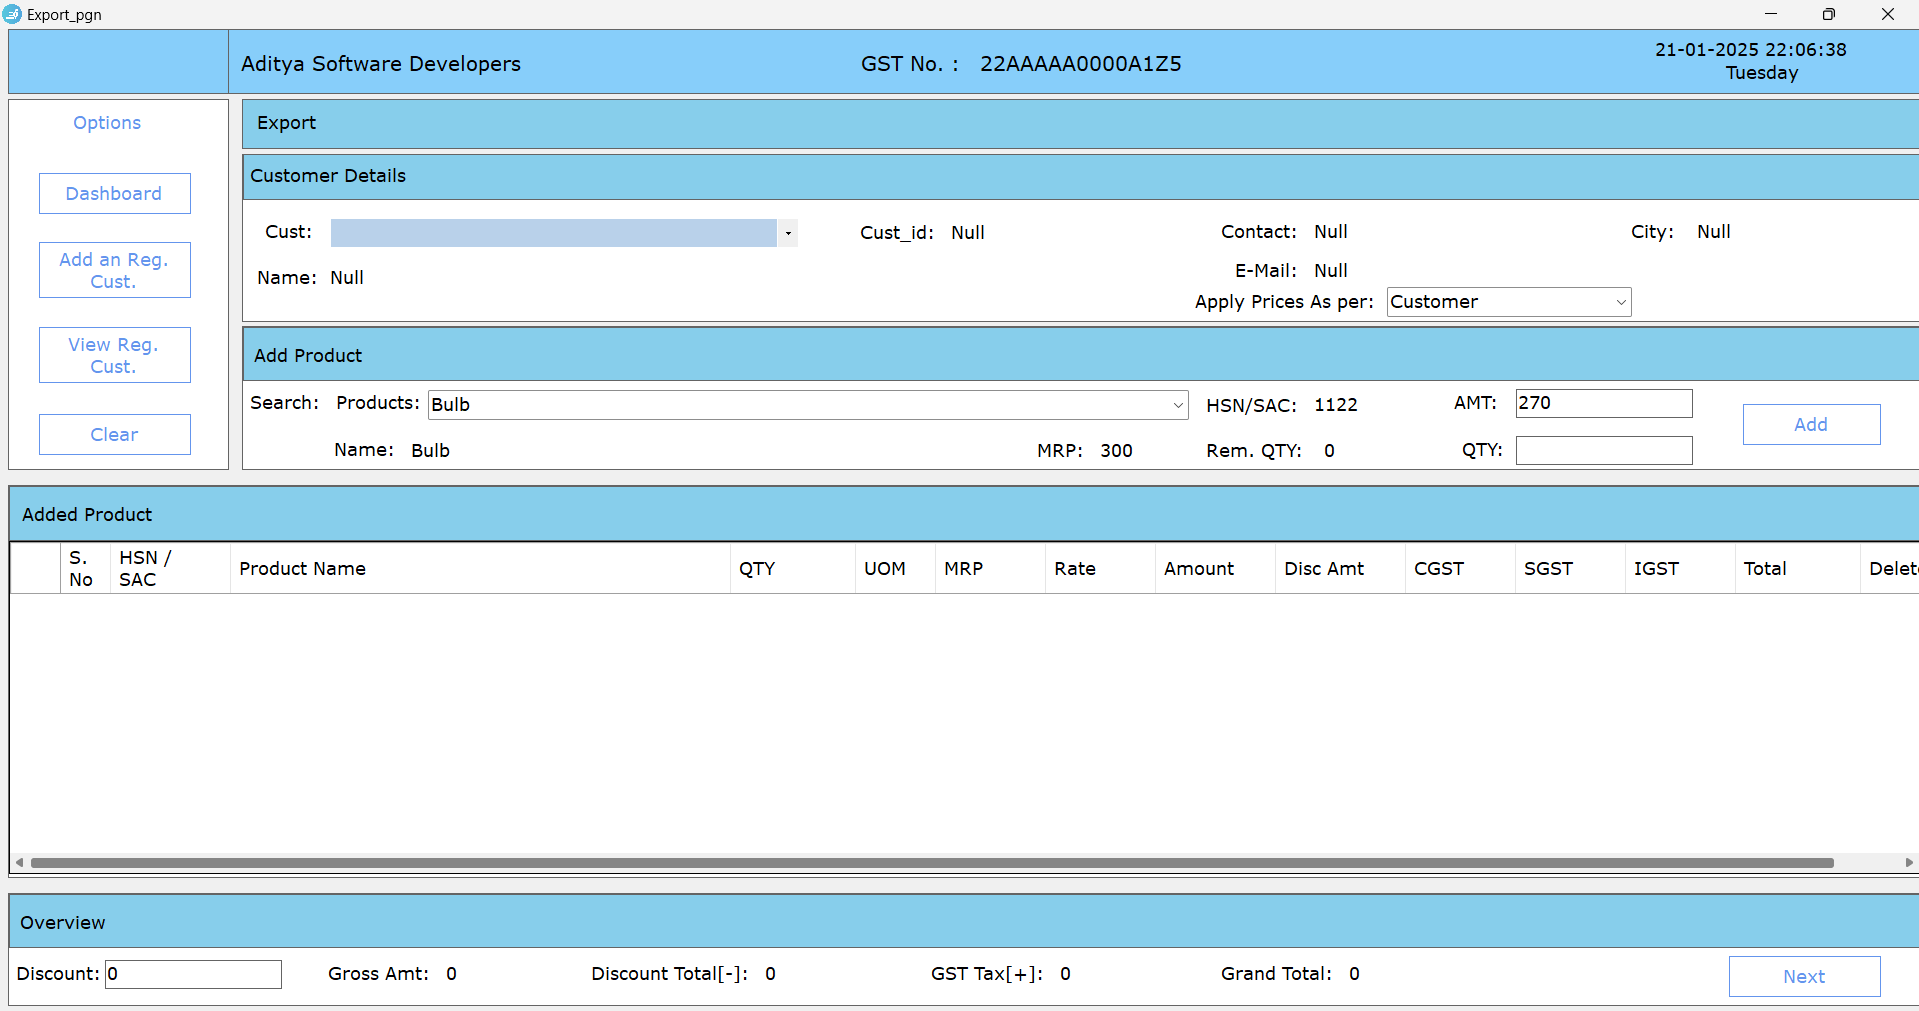 Export_pgn
Aditya Software Developers
GST No. : 22AAAAA0000A1Z5
21-01-2025 22:06:38
Tuesday
Options
Dashboard
Add an Reg.
Cust.
View Reg.
Cust.
Clear
Export
Customer Details
Cust:
Cust_id: Null
Contact: Null
City: Null
Name: Null
E-Mail: Null
Apply Prices As per: Customer
Add Product
Search: Products: Bulb
HSN/SAC: 1122
AMT: 270
Add
Name: Bulb
MRP: 300
Rem. QTY: 0
QTY:
Added Product
S.
No
HSN /
SAC
Product Name
QTY
UOM
MRP
Rate
Amount
Disc Amt
CGST
SGST
IGST
Total
Delet
Overview
Discount: 0
Gross Amt: 0
Discount Total[-]: 0
GST Tax[+]: 0
Grand Total: 0
Next